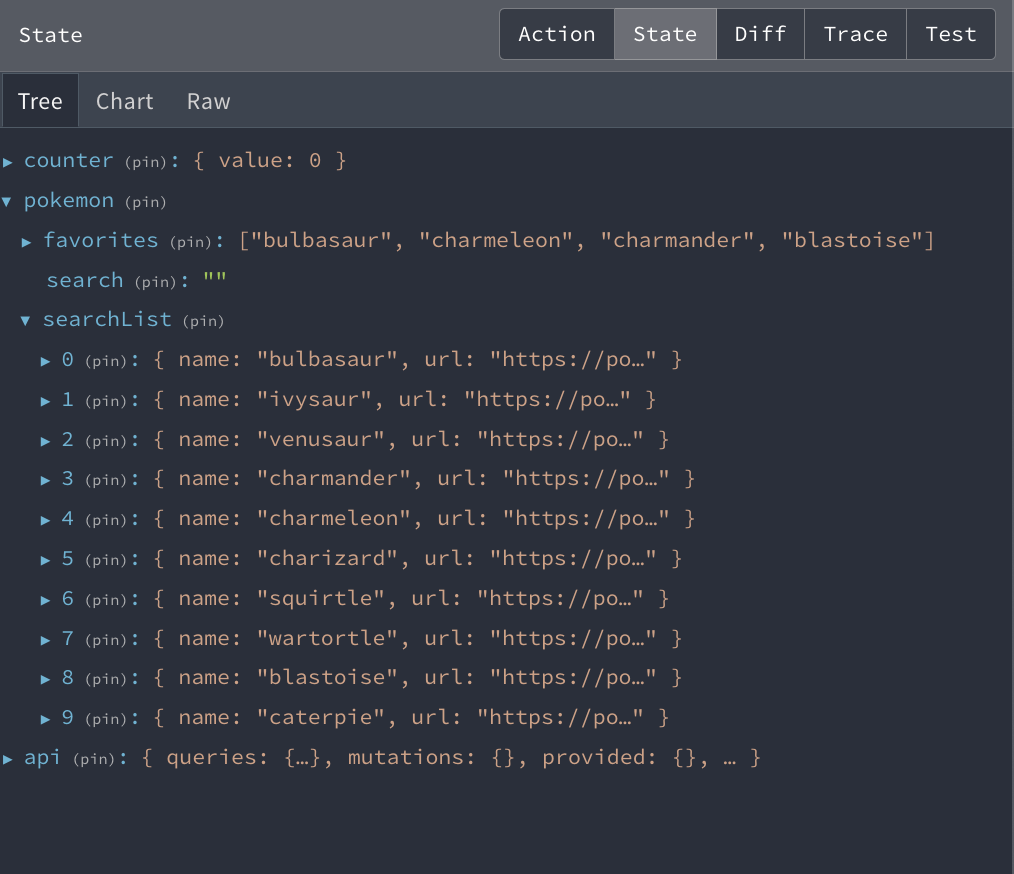 State Action State Diff Trace Test
Tree Chart Raw
▶ counter (pin): { value: 0 }
▼ pokemon (pin)
▶ favorites (pin): ["bulbasaur", "charmeleon", "charmander", "blastoise"]
search (pin): ""
▼ searchList (pin)
▶ 0 (pin): { name: "bulbasaur", url: "https://po…" }
▶ 1 (pin): { name: "ivysaur", url: "https://po…" }
▶ 2 (pin): { name: "venusaur", url: "https://po…" }
▶ 3 (pin): { name: "charmander", url: "https://po…" }
▶ 4 (pin): { name: "charmeleon", url: "https://po…" }
▶ 5 (pin): { name: "charizard", url: "https://po…" }
▶ 6 (pin): { name: "squirtle", url: "https://po…" }
▶ 7 (pin): { name: "wartortle", url: "https://po…" }
▶ 8 (pin): { name: "blastoise", url: "https://po…" }
▶ 9 (pin): { name: "caterpie", url: "https://po…" }
▶ api (pin): { queries: {…}, mutations: {}, provided: {}, … }